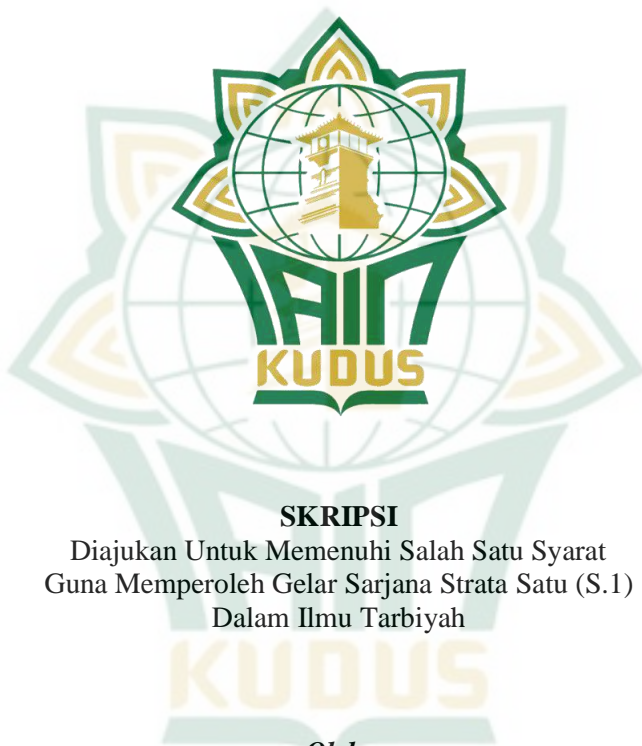 IAIN
KUDUS
SKRIPSI
Diajukan Untuk Memenuhi Salah Satu Syarat
Guna Memperoleh Gelar Sarjana Strata Satu (S.1)
Dalam Ilmu Tarbiyah
KUDUS